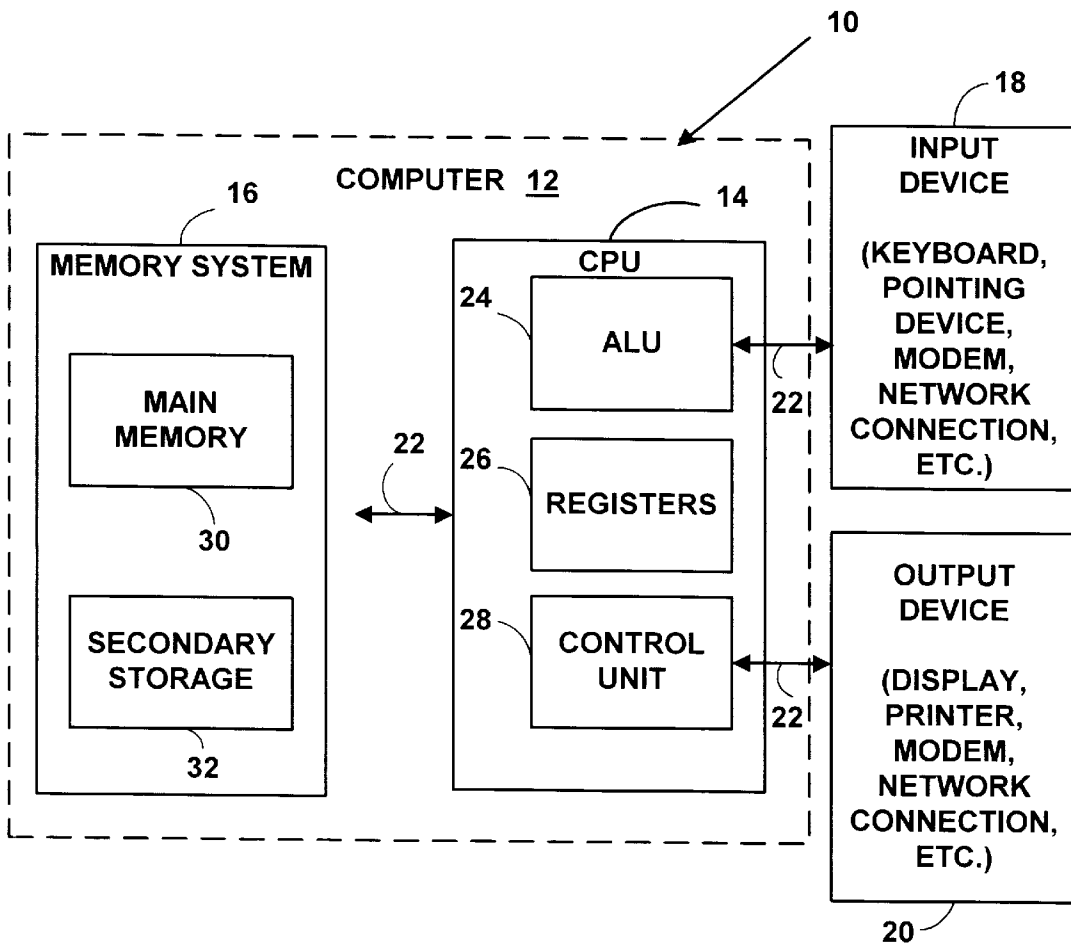 10
18
COMPUTER 12
16
14
MEMORY SYSTEM
MAIN
MEMORY
30
SECONDARY
STORAGE
32
22
CPU
24
ALU
26
REGISTERS
28
CONTROL
UNIT
22
22
INPUT
DEVICE
(KEYBOARD,
POINTING
DEVICE,
MODEM,
NETWORK
CONNECTION,
ETC.)
OUTPUT
DEVICE
(DISPLAY,
PRINTER,
MODEM,
NETWORK
CONNECTION,
ETC.)
20